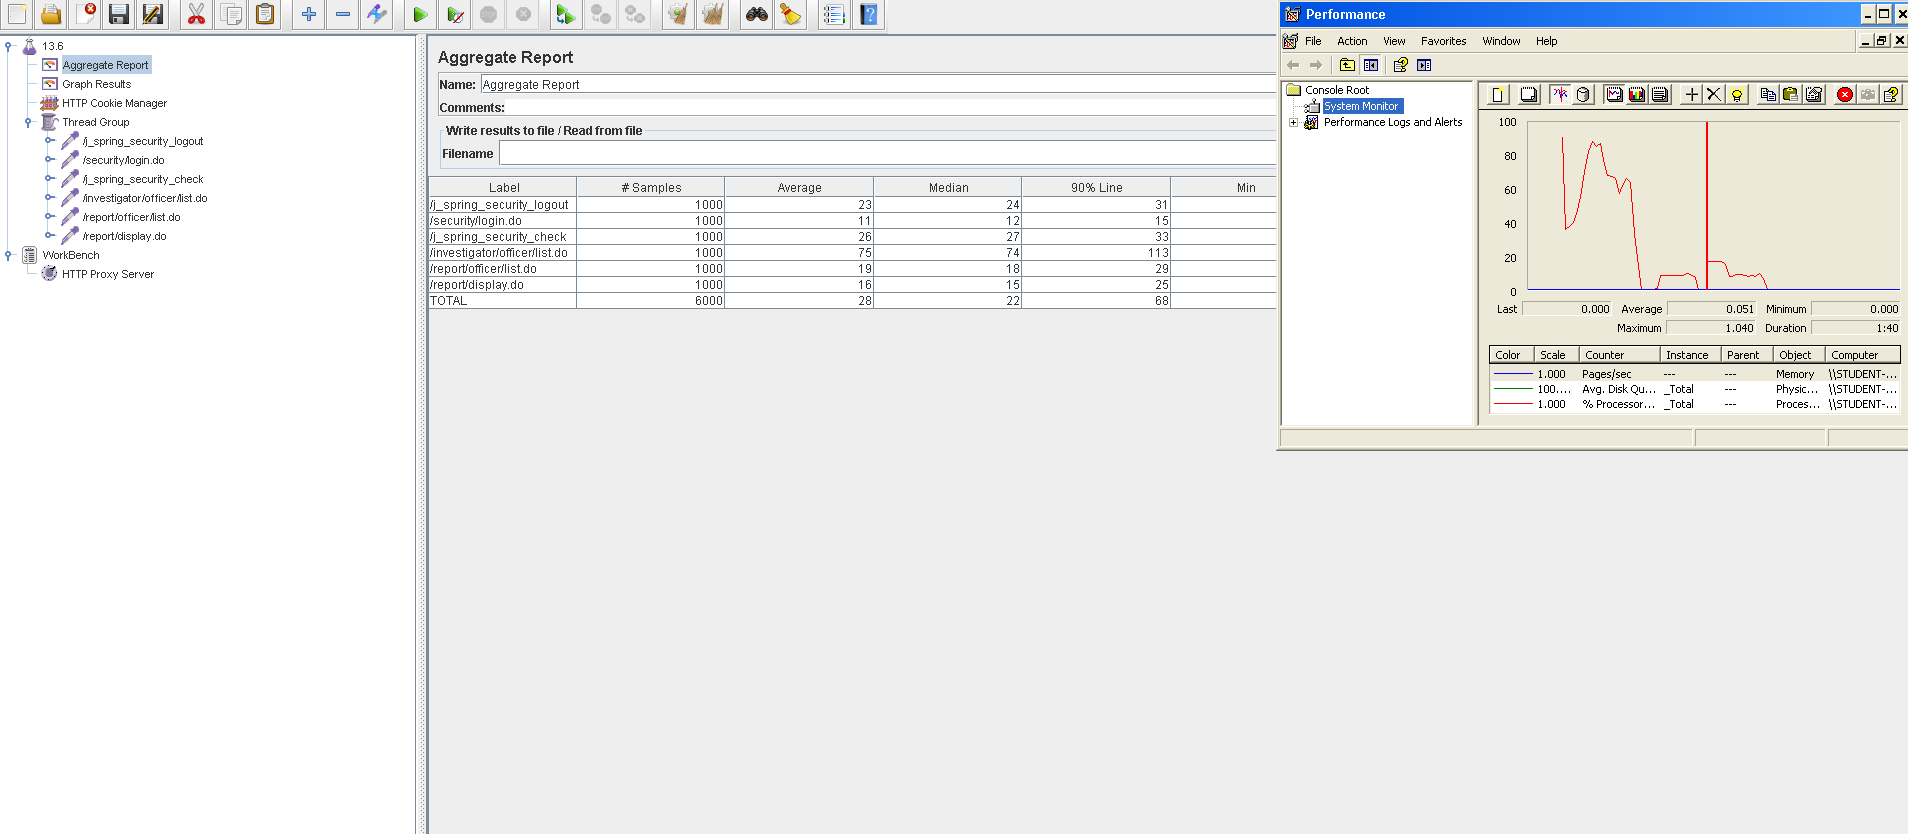 13.6
Aggregate Report
Graph Results
HTTP Cookie Manager
Thread Group
/j_spring_security_logout
/security/login.do
/j_spring_security_check
/investigator/officer/list.do
/report/officer/list.do
/report/display.do
WorkBench
HTTP Proxy Server
Aggregate Report
Name: Aggregate Report
Comments:
Write results to file / Read from file
Filename
Label # Samples Average Median 90% Line Min
/j_spring_security_logout 1000 23 24 31
/security/login.do 1000 11 12 15
/j_spring_security_check 1000 26 27 33
/investigator/officer/list.do 1000 75 74 113
/report/officer/list.do 1000 19 18 29
/report/display.do 1000 16 15 25
TOTAL 6000 28 22 68
Performance
File Action View Favorites Window Help
Console Root
System Monitor
Performance Logs and Alerts
100
80
60
40
20
0
Last 0.000 Average 0.051 Minimum 0.000
Maximum 1.040 Duration 1:40
Color Scale Counter Instance Parent Object Computer
1.000 Pages/sec --- --- Memory \\STUDENT-...
100.... Avg. Disk Qu... _Total --- Physic... \\STUDENT-...
1.000 % Processor... _Total --- Proces... \\STUDENT-...